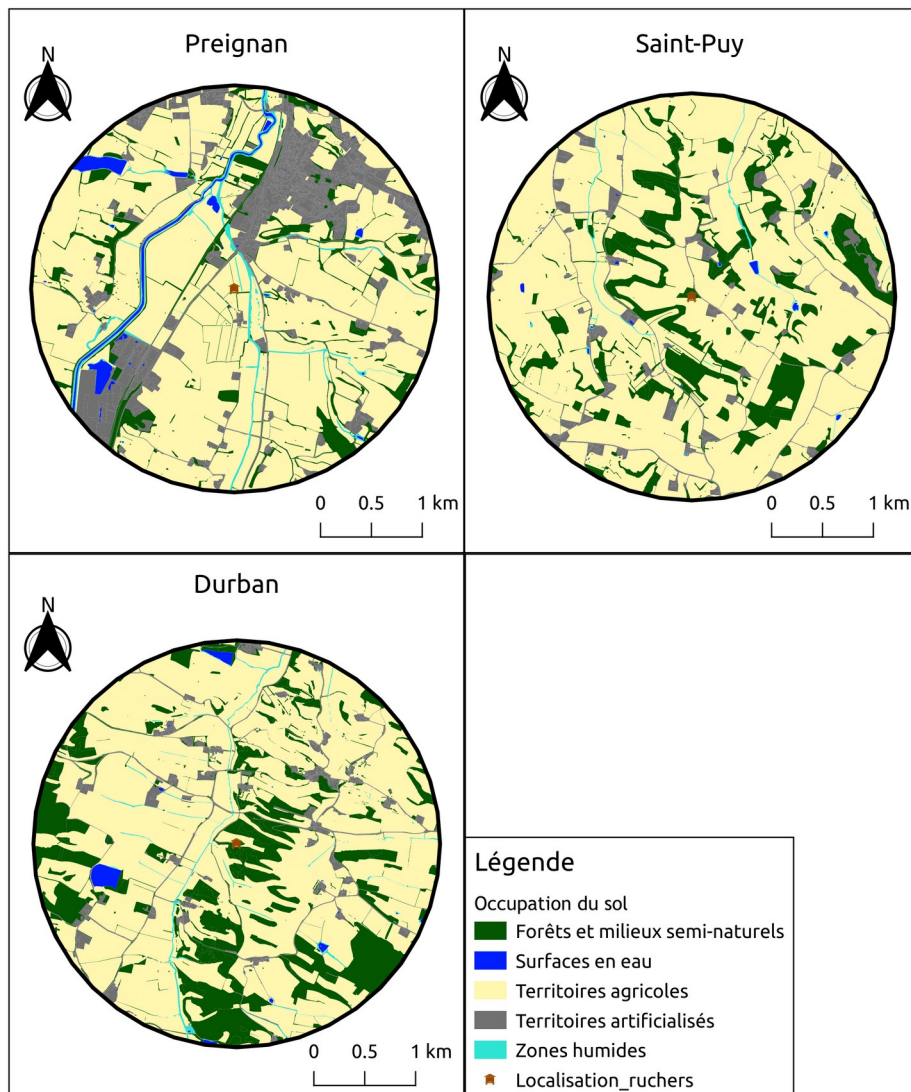 Preignan
N
0 0.5 1 km
Saint-Puy
N
0 0.5 1 km
Durban
N
0 0.5 1 km
Légende
Occupation du sol
Forêts et milieux semi-naturels
Surfaces en eau
Territoires agricoles
Territoires artificialisés
Zones humides
Localisation_ruchers